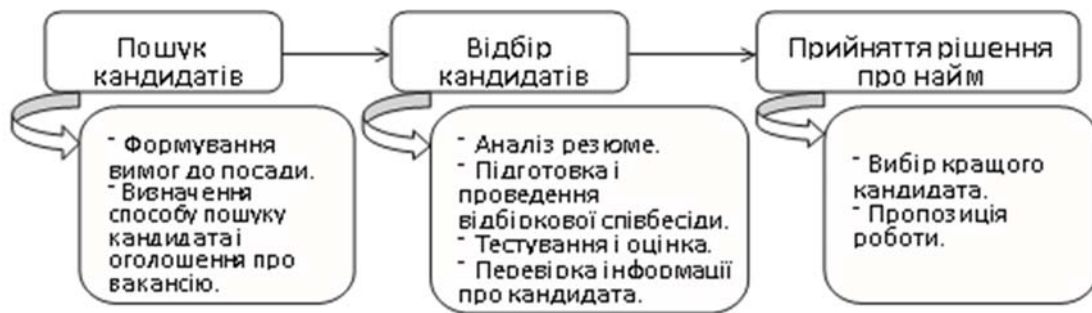 Пошук
кандидатів
Відбір
кандидатів
Прийняття рішення
про найм
- Формування
вимог до посади.
- Визначення
способу пошуку
кандидата і
оголошення про
вакансію.
- Аналіз резюме.
- Підготовка і
проведення
відбіркової співбесіди.
- Тестування і оцінка.
- Перевірка інформації
про кандидата.
- Вибір кращого
кандидата.
- Пропозиція
роботи.